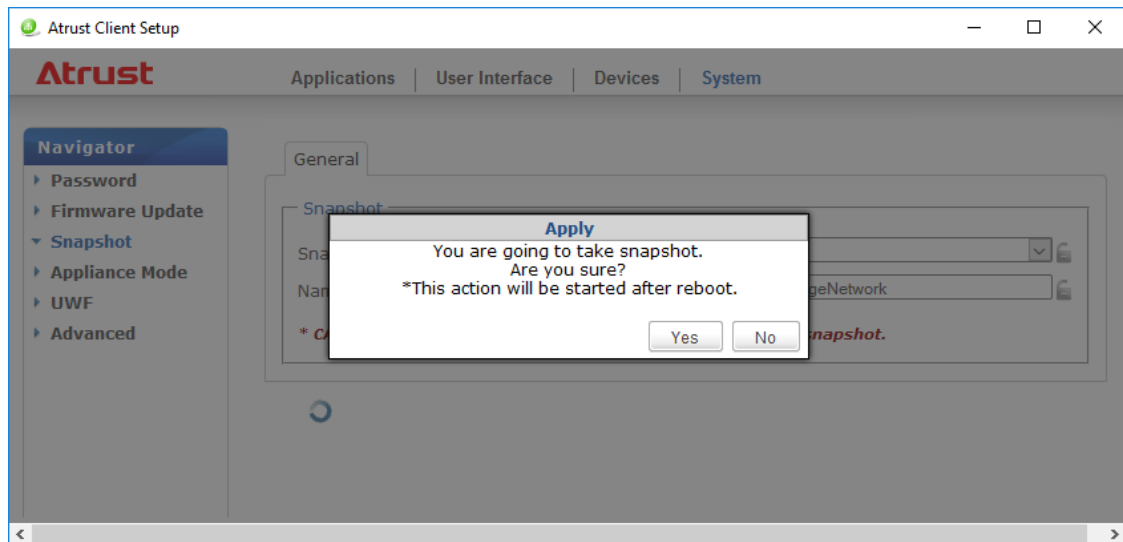 Atrust Client Setup
Atrust
Applications
User Interface
Devices
System
Navigator
Password
Firmware Update
Snapshot
Appliance Mode
UWF
Advanced
General
Snapshot
Apply
You are going to take snapshot.
Are you sure?
*This action will be started after reboot.
Yes
No
snapshot.